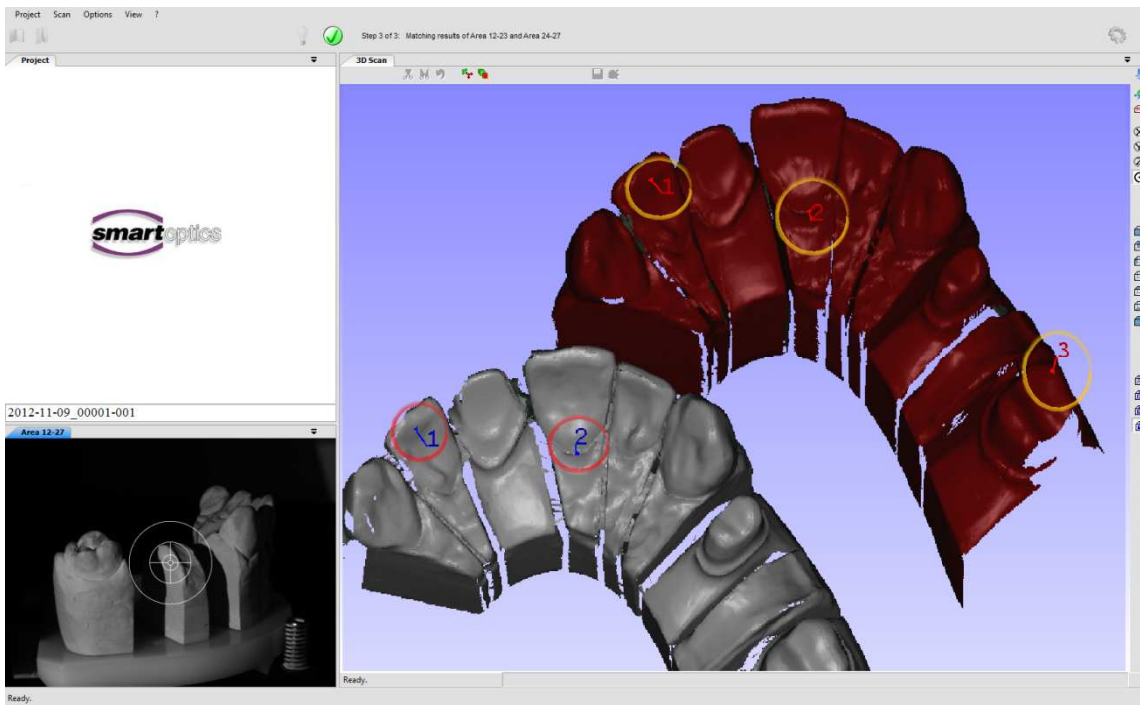 Project Scan Options View ?
Step 3 of 3: Matching results of Area 12-23 and Area 24-27
Project
3D Scan
smartoptics
2012-11-09_00001-001
Area 12-27
1
2
3
1
2
Ready.
Ready.